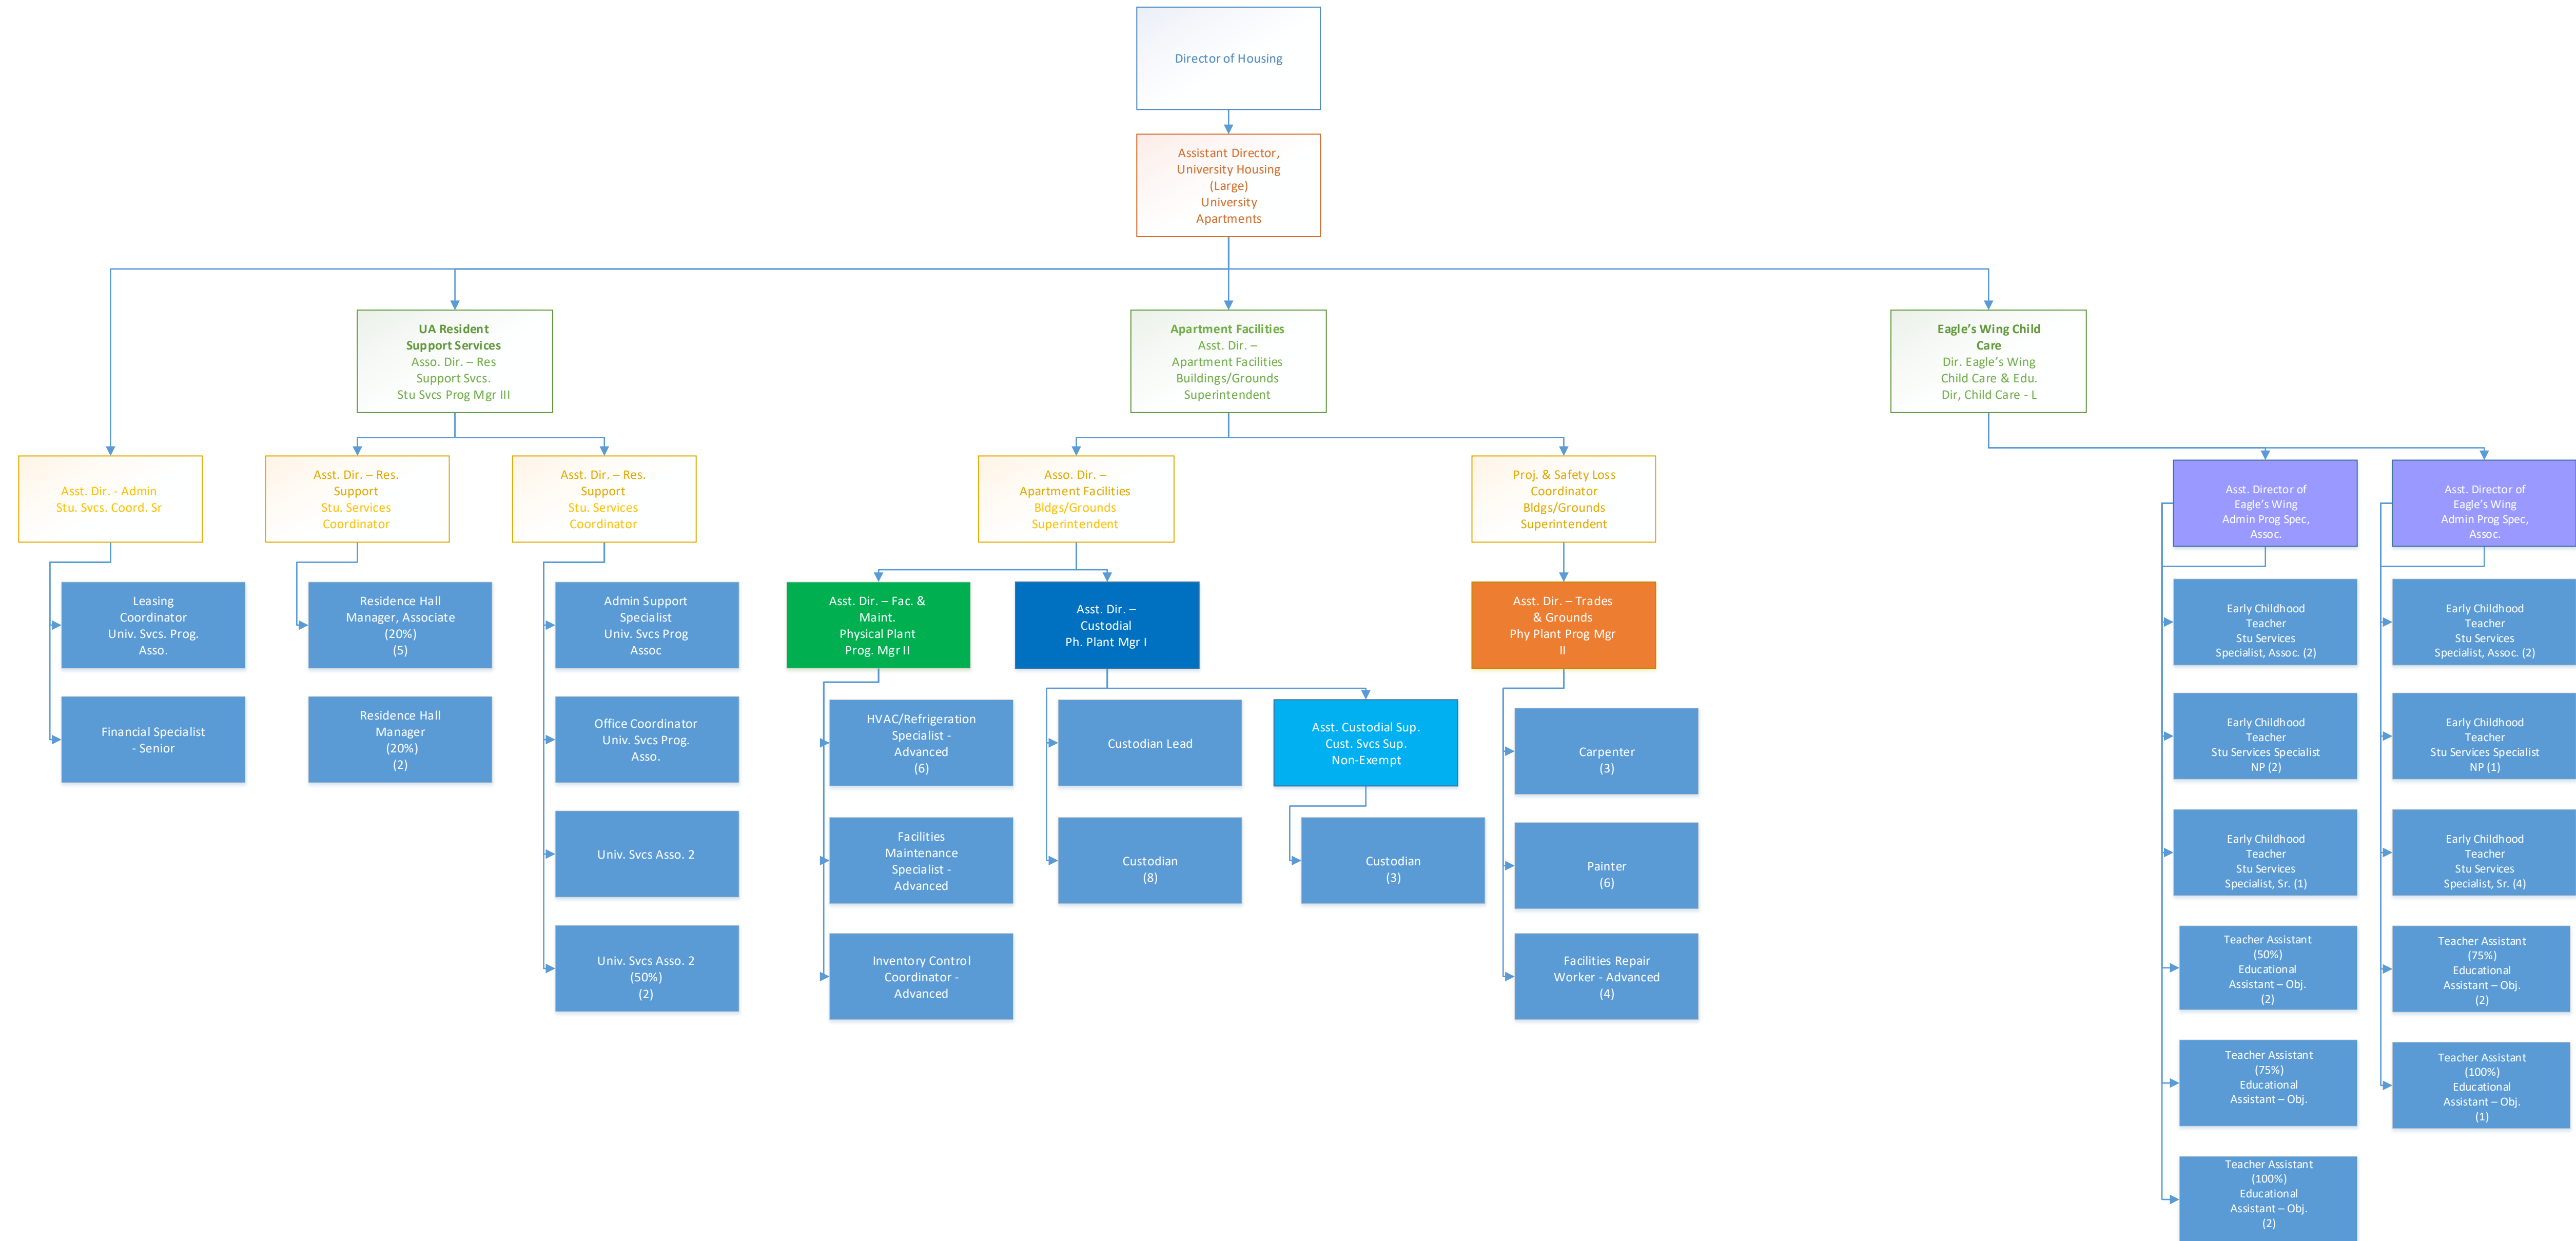 Director of Housing
Assistant Director,
University Housing
(Large)
University
Apartments
UA Resident
Support Services
Asso. Dir. – Res
Support Svcs.
Stu Svcs Prog Mgr III
Apartment Facilities
Asst. Dir. –
Apartment Facilities
Buildings/Grounds
Superintendent
Eagle’s Wing Child
Care
Dir. Eagle’s Wing
Child Care & Edu.
Dir, Child Care - L
Asst. Dir. - Admin
Stu. Svcs. Coord. Sr
Asst. Dir. – Res.
Support
Stu. Services
Coordinator
Asst. Dir. – Res.
Support
Stu. Services
Coordinator
Asso. Dir. –
Apartment Facilities
Bldgs/Grounds
Superintendent
Proj. & Safety Loss
Coordinator
Bldgs/Grounds
Superintendent
Asst. Director of
Eagle’s Wing
Admin Prog Spec,
Assoc.
Asst. Director of
Eagle’s Wing
Admin Prog Spec,
Assoc.
Leasing
Coordinator
Univ. Svcs. Prog.
Asso.
Financial Specialist
- Senior
Residence Hall
Manager, Associate
(20%)
(5)
Residence Hall
Manager
(20%)
(2)
Admin Support
Specialist
Univ. Svcs Prog
Assoc
Office Coordinator
Univ. Svcs Prog.
Asso.
Univ. Svcs Asso. 2
Univ. Svcs Asso. 2
(50%)
(2)
Asst. Dir. – Fac. &
Maint.
Physical Plant
Prog. Mgr II
HVAC/Refrigeration
Specialist -
Advanced
(6)
Facilities
Maintenance
Specialist -
Advanced
Inventory Control
Coordinator -
Advanced
Asst. Dir. –
Custodial
Ph. Plant Mgr I
Custodian Lead
Custodian
(8)
Asst. Custodial Sup.
Cust. Svcs Sup.
Non-Exempt
Custodian
(3)
Asst. Dir. – Trades
& Grounds
Phy Plant Prog Mgr
II
Carpenter
(3)
Painter
(6)
Facilities Repair
Worker - Advanced
(4)
Early Childhood
Teacher
Stu Services
Specialist, Assoc. (2)
Early Childhood
Teacher
Stu Services Specialist
NP (2)
Early Childhood
Teacher
Stu Services
Specialist, Sr. (1)
Teacher Assistant
(50%)
Educational
Assistant – Obj.
(2)
Teacher Assistant
(75%)
Educational
Assistant – Obj.
Teacher Assistant
(100%)
Educational
Assistant – Obj.
(2)
Early Childhood
Teacher
Stu Services
Specialist, Assoc. (2)
Early Childhood
Teacher
Stu Services Specialist
NP (1)
Early Childhood
Teacher
Stu Services
Specialist, Sr. (4)
Teacher Assistant
(75%)
Educational
Assistant – Obj.
(2)
Teacher Assistant
(100%)
Educational
Assistant – Obj.
(1)